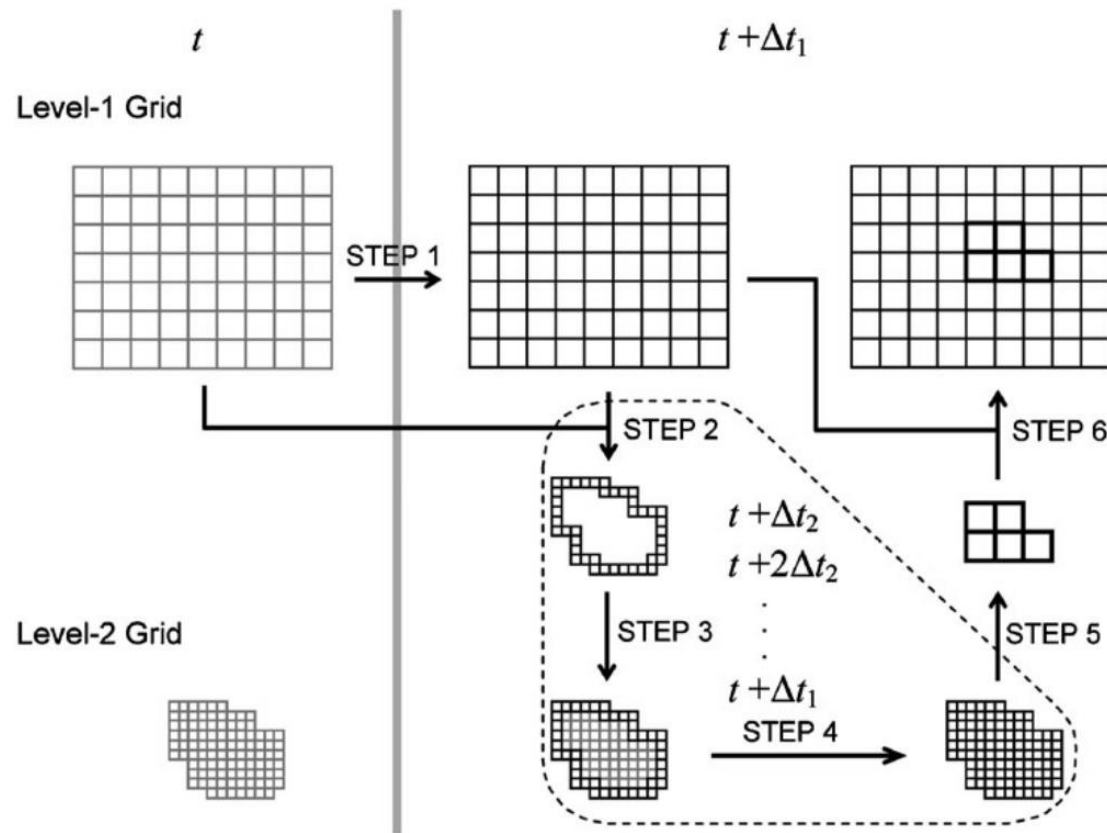 t
t +Δt₁
Level-1 Grid
STEP 1
STEP 2
STEP 6
t +Δt₂
t +2Δt₂
.
.
.
t +Δt₁
STEP 3
STEP 5
Level-2 Grid
STEP 4